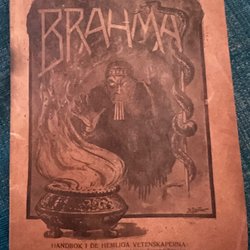 BRAHMA
HANDBOK I DE HEMLIGA VETENSKAPERNA